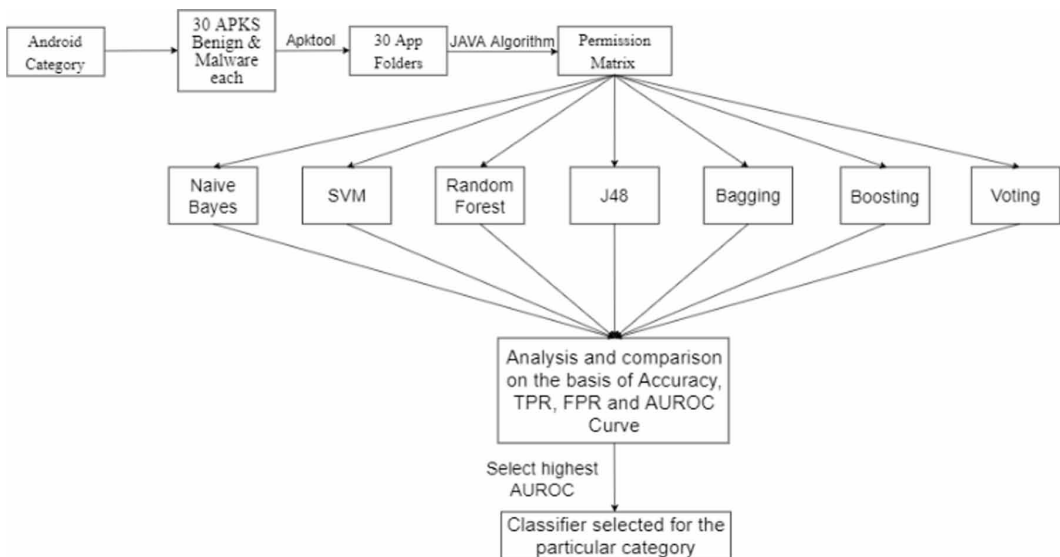 Android
Category
30 APKS
Benign &
Malware
each
Apktool
30 App
Folders
JAVA Algorithm
Permission
Matrix
Naive
Bayes
SVM
Random
Forest
J48
Bagging
Boosting
Voting
Analysis and comparison
on the basis of Accuracy,
TPR, FPR and AUROC
Curve
Select highest
AUROC
Classifier selected for the
particular category